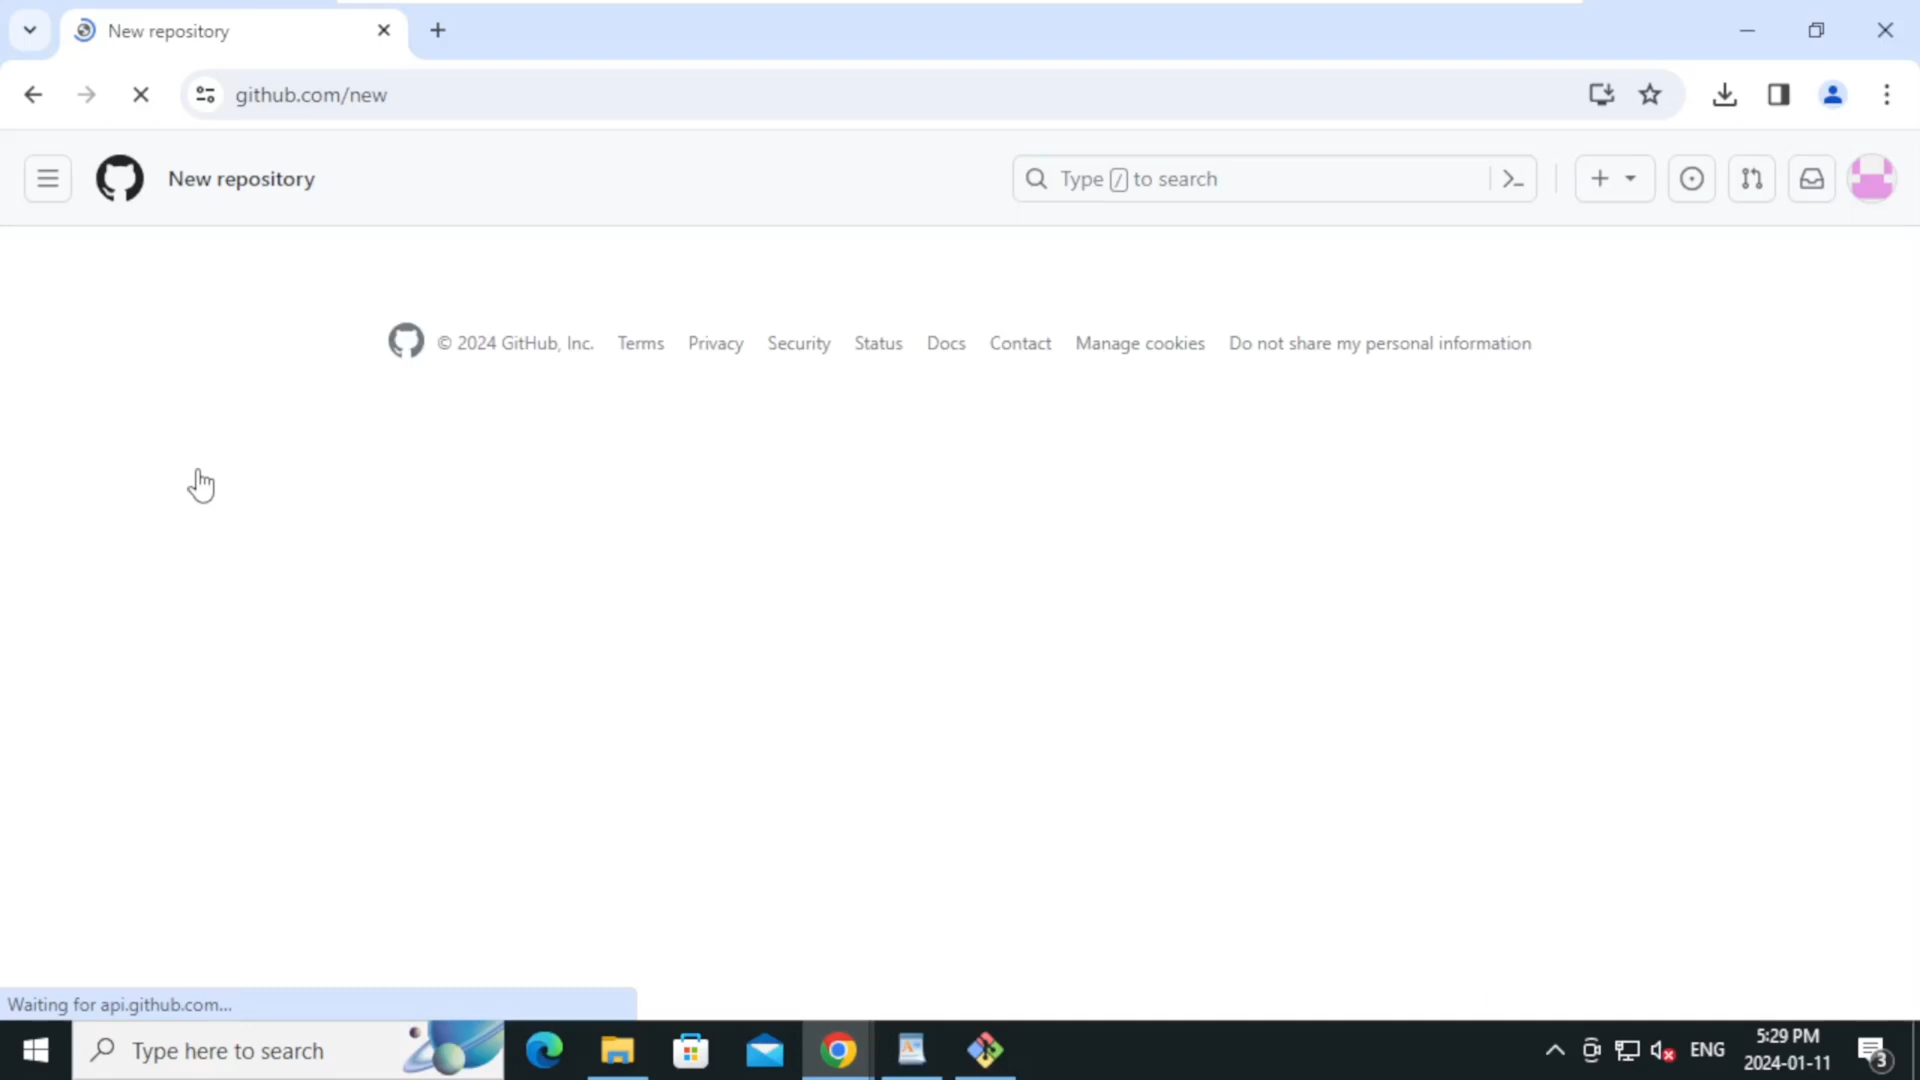 New repository
github.com/new
New repository
Type / to search
© 2024 GitHub, Inc. Terms Privacy Security Status Docs Contact Manage cookies Do not share my personal information
Waiting for api.github.com...
Type here to search
ENG
5:29 PM
2024-01-11
3